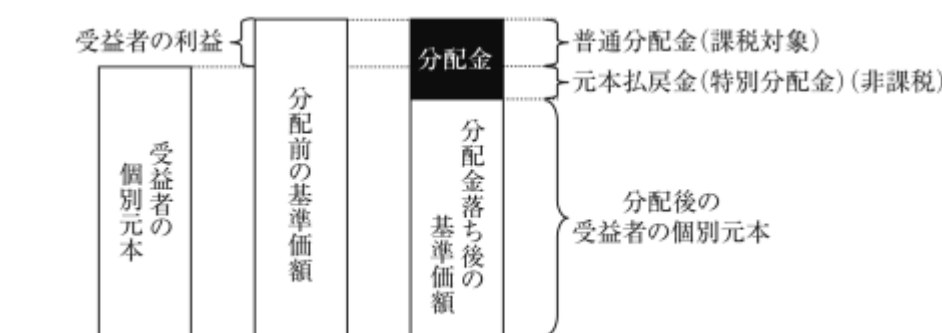 受益者の利益
分配金
普通分配金(課税対象)
元本払戻金(特別分配金)(非課税)
受益者の
個別元本
分配前の基準価額
分配金落ち後の
基準価額
分配後の
受益者の個別元本